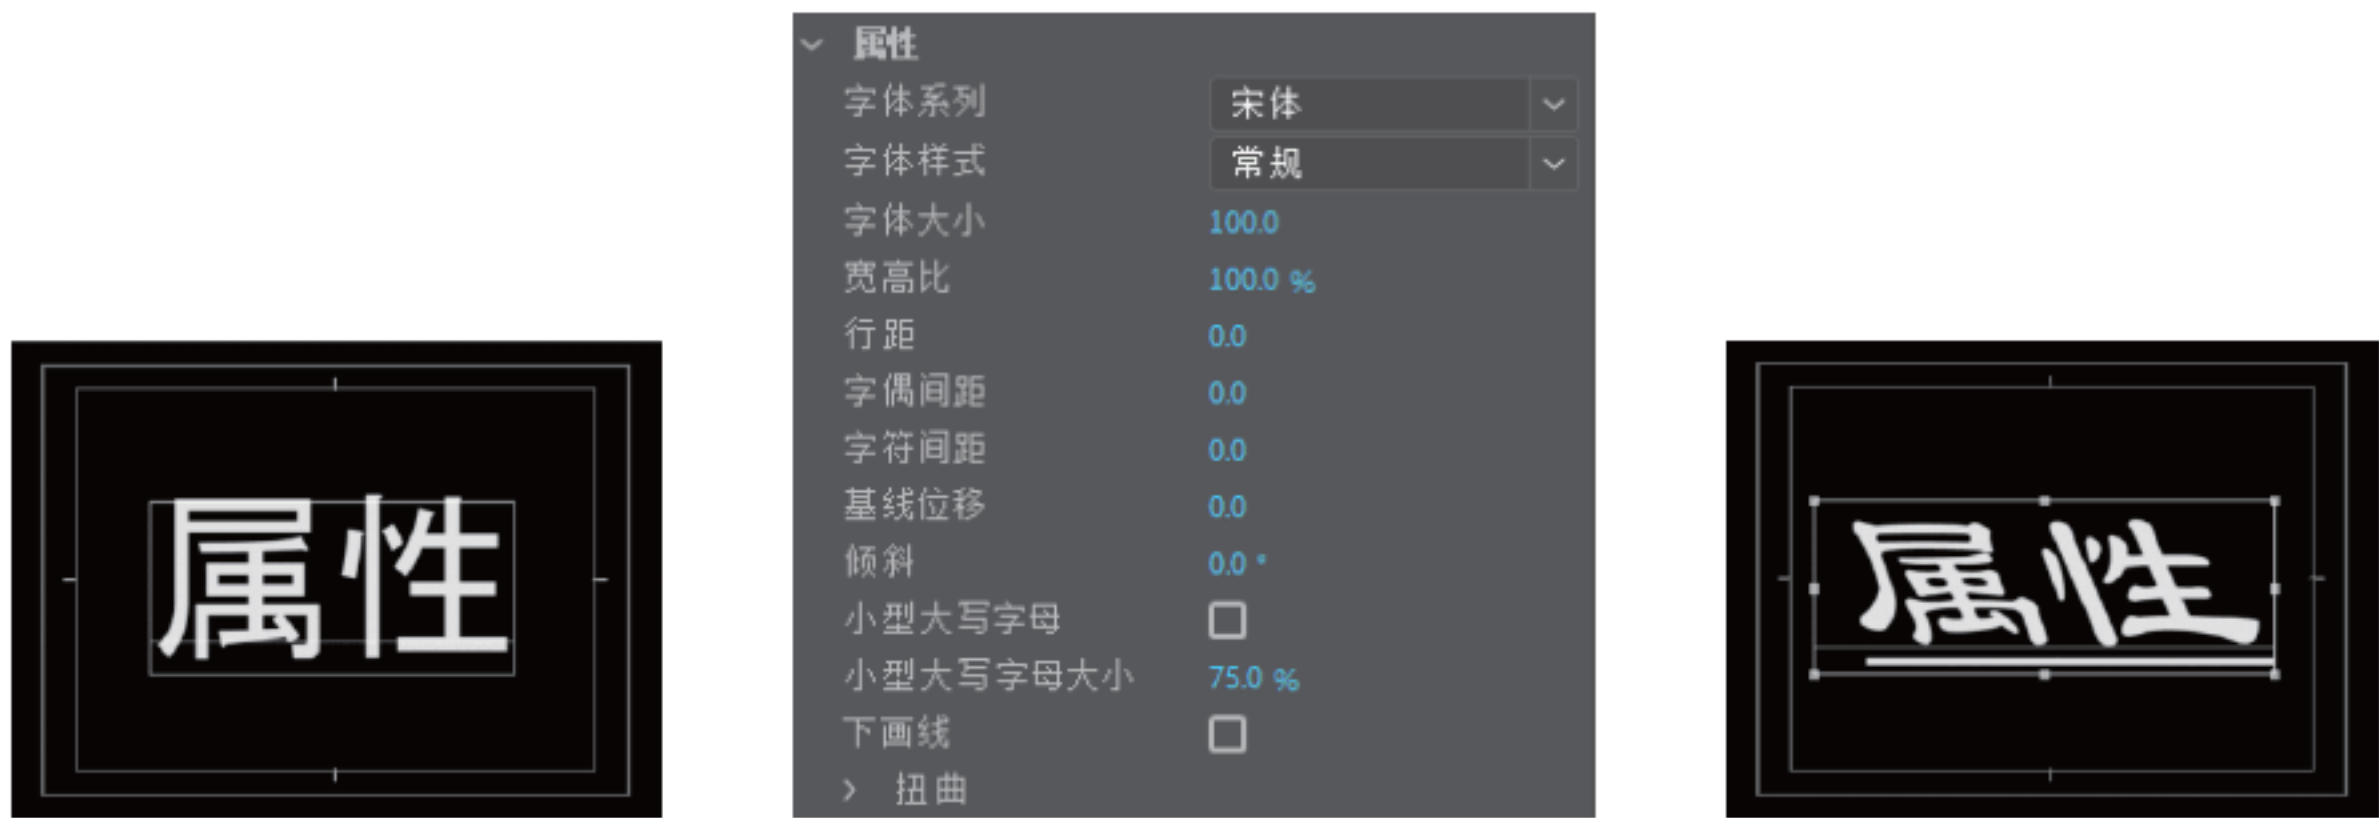 属性
属性
字体系列 宋体
字体样式 常规
字体大小 100.0
宽高比 100.0 %
行距 0.0
字偶间距 0.0
字符间距 0.0
基线位移 0.0
倾斜 0.0 °
小型大写字母
小型大写字母大小 75.0 %
下画线
扭曲
属性